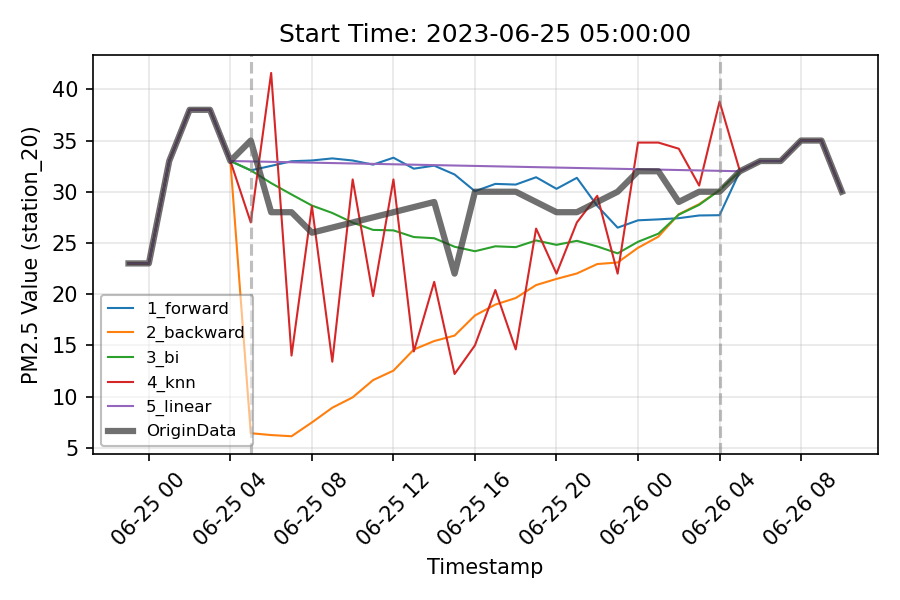 Start Time: 2023-06-25 05:00:00
PM2.5 Value (station_20)
40
35
30
25
20
15
10
5
1_forward
2_backward
3_bi
4_knn
5_linear
OriginData
06-25 00
06-25 04
06-25 08
06-25 12
06-25 16
06-25 20
06-26 00
06-26 04
06-26 08
Timestamp